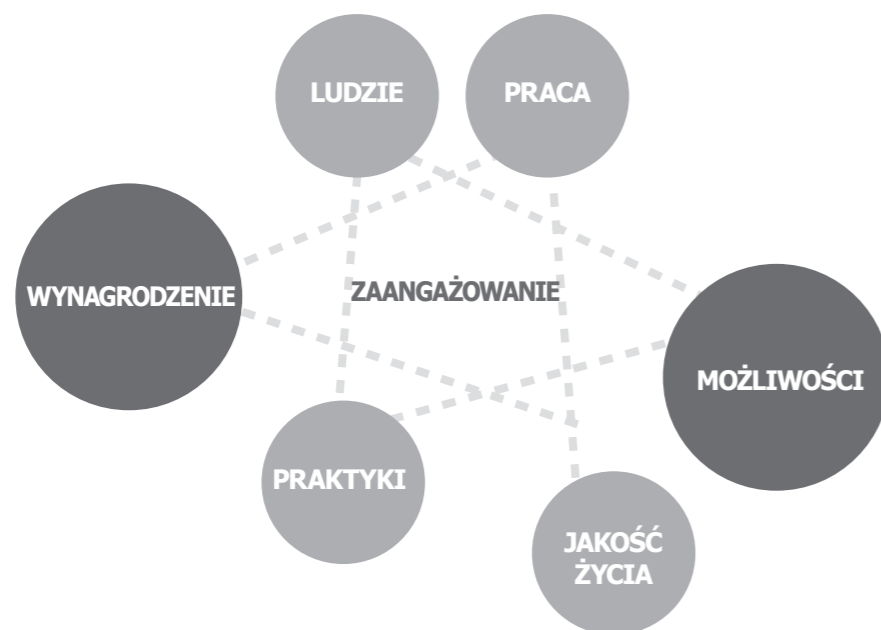 LUDZIE
PRACA
WYNAGRODZENIE
ZAANGAŻOWANIE
MOŻLIWOŚCI
PRAKTYKI
JAKOŚĆ
ŻYCIA